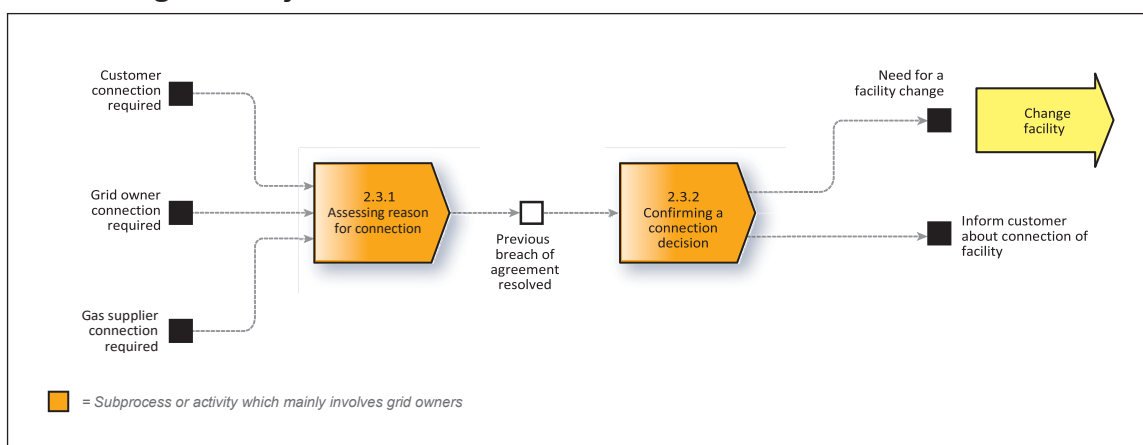 Customer
connection
required
Grid owner
connection
required
Gas supplier
connection
required
2.3.1
Assessing reason
for connection
Previous
breach of
agreement
resolved
2.3.2
Confirming a
connection
decision
Need for a
facility change
Change
facility
Inform customer
about connection of
facility
= Subprocess or activity which mainly involves grid owners